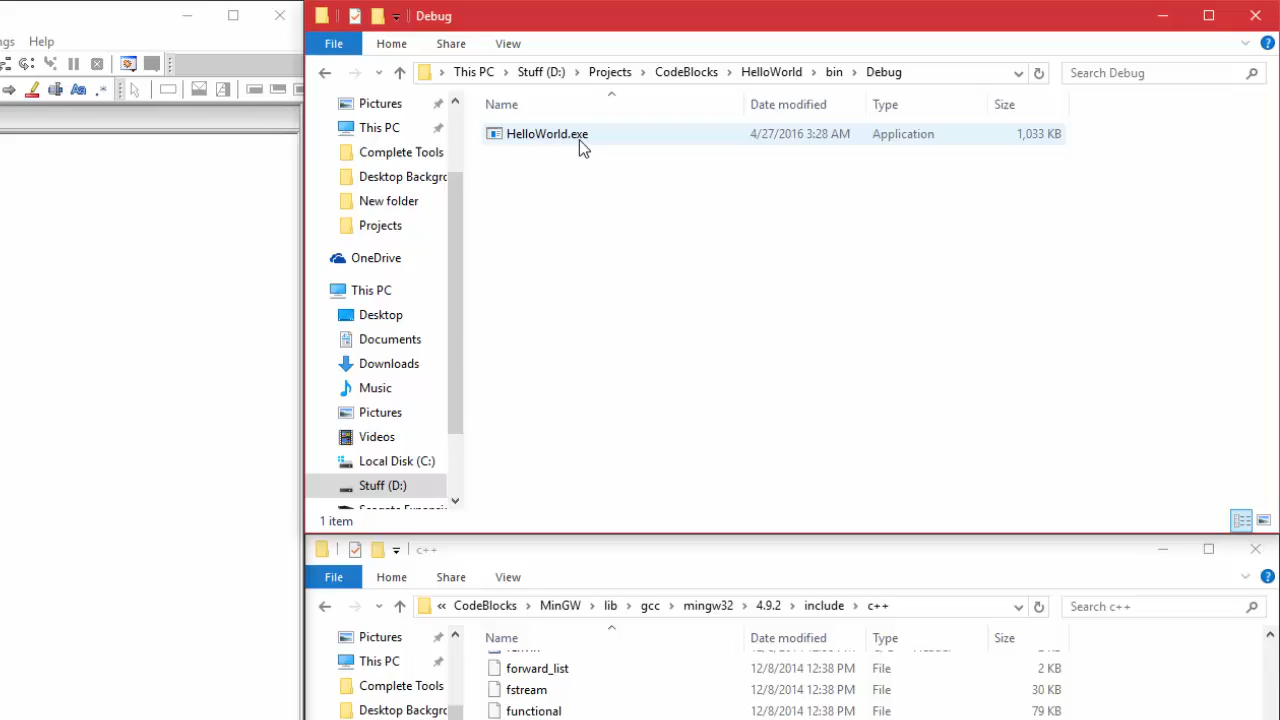 ngs Help
Debug
File Home Share View
This PC Stuff (D:) Projects CodeBlocks HelloWorld bin Debug
Search Debug
Name Date modified Type Size
HelloWorld.exe 4/27/2016 3:28 AM Application 1,033 KB
Pictures
This PC
Complete Tools
Desktop Backgro
New folder
Projects
OneDrive
This PC
Desktop
Documents
Downloads
Music
Pictures
Videos
Local Disk (C:)
Stuff (D:)
1 item
c++
File Home Share View
« CodeBlocks MinGW lib gcc mingw32 4.9.2 include c++
Search c++
Name Date modified Type Size
Pictures
This PC
Complete Tools
Desktop Backgro
forward_list 12/8/2014 12:38 PM File 2 KB
fstream 12/8/2014 12:38 PM File 30 KB
functional 12/8/2014 12:38 PM File 79 KB